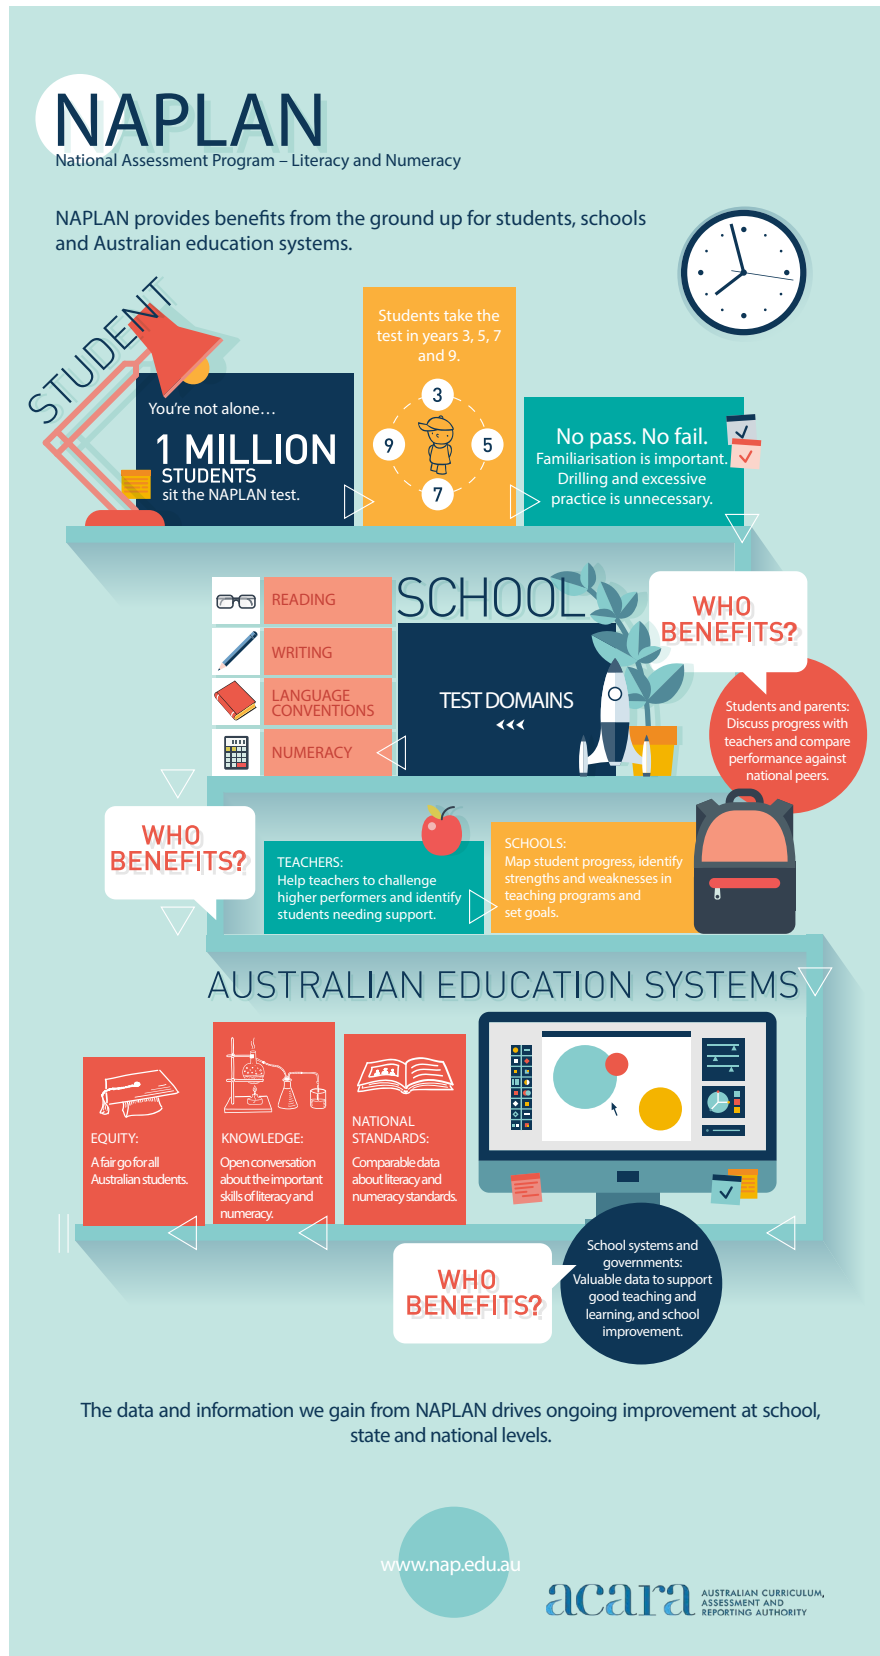 NAPLAN
National Assessment Program – Literacy and Numeracy
NAPLAN provides benefits from the ground up for students, schools
and Australian education systems.
STUDENT
You’re not alone…
1 MILLION
STUDENTS
sit the NAPLAN test.
Students take the
test in years 3, 5, 7
and 9.
3
9
5
7
No pass. No fail.
Familiarisation is important.
Drilling and excessive
practice is unnecessary.
SCHOOL
READING
WRITING
LANGUAGE
CONVENTIONS
NUMERACY
TEST DOMAINS
WHO
BENEFITS?
Students and parents:
Discuss progress with
teachers and compare
performance against
national peers.
WHO
BENEFITS?
TEACHERS:
Help teachers to challenge
higher performers and identify
students needing support.
SCHOOLS:
Map student progress, identify
strengths and weaknesses in
teaching programs and
set goals.
AUSTRALIAN EDUCATION SYSTEMS
EQUITY:
A fair go for all
Australian students.
KNOWLEDGE:
Open conversation
about the important
skills of literacy and
numeracy.
NATIONAL
STANDARDS:
Comparable data
about literacy and
numeracy standards.
WHO
BENEFITS?
School systems and
governments:
Valuable data to support
good teaching and
learning, and school
improvement.
The data and information we gain from NAPLAN drives ongoing improvement at school,
state and national levels.
www.nap.edu.au
acara
AUSTRALIAN CURRICULUM,
ASSESSMENT AND
REPORTING AUTHORITY